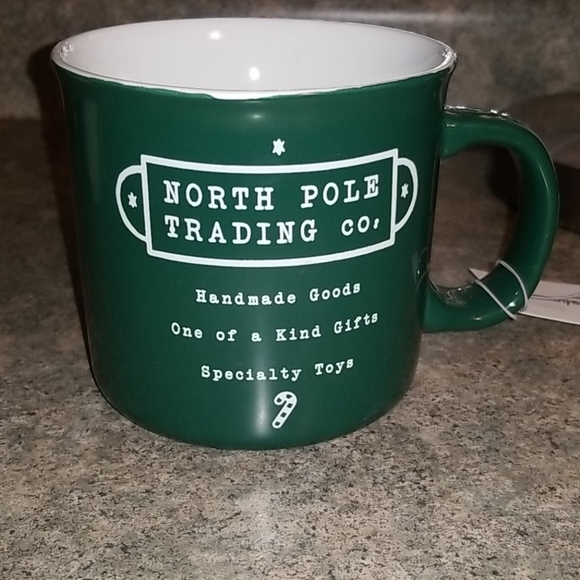 NORTH POLE
TRADING CO,
Handmade Goods
One of a Kind Gifts
Specialty Toys